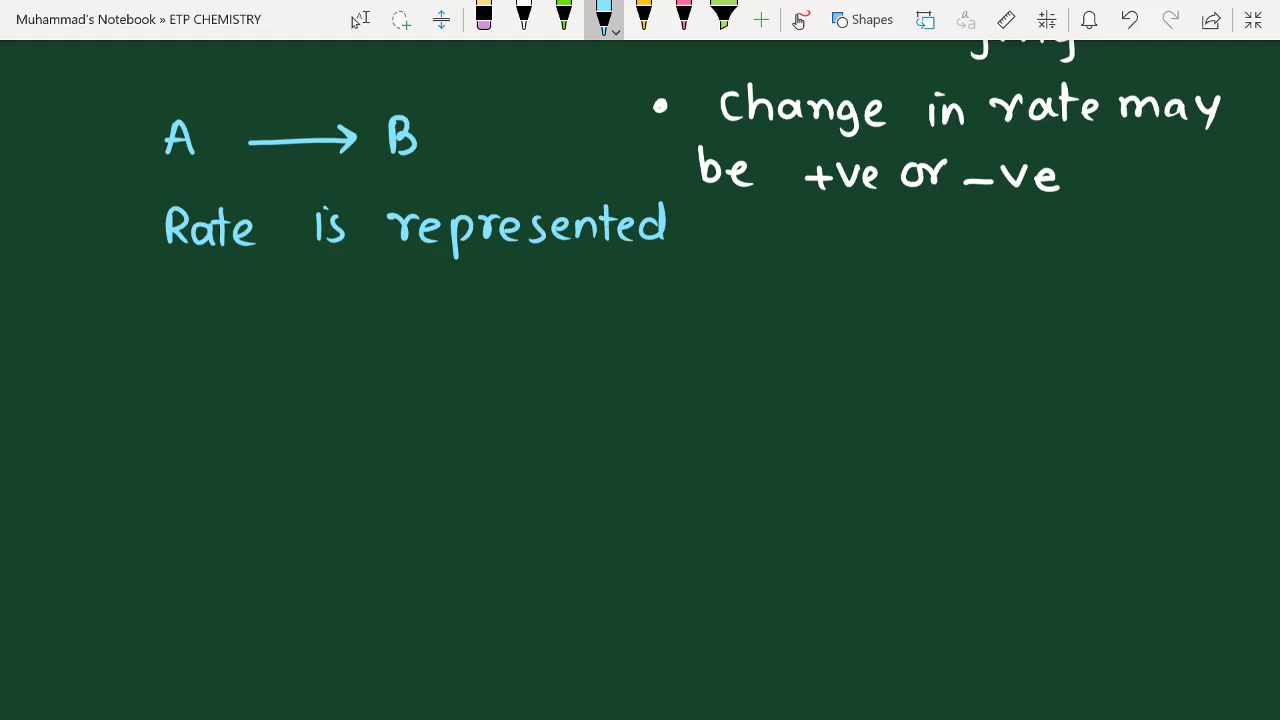 Muhammad's Notebook » ETP CHEMISTRY
Shapes
• Change in rate may
be +ve or -ve
A → B
Rate is represented